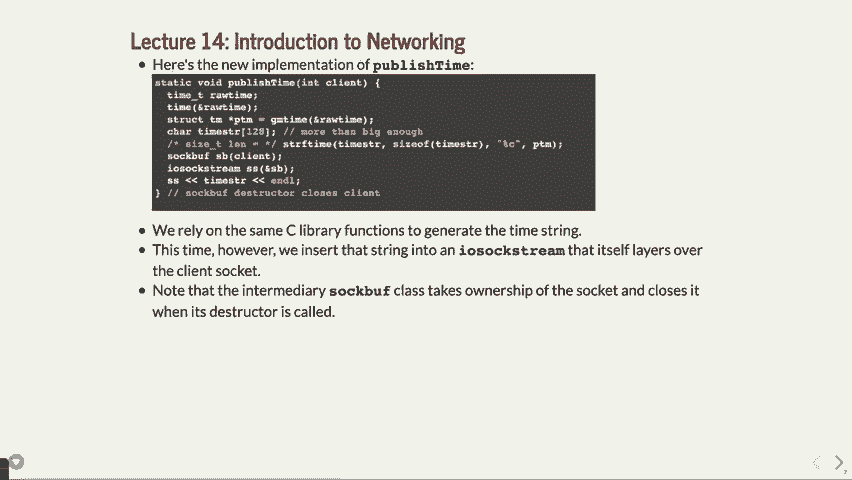 Lecture 14: Introduction to Networking
• Here's the new implementation of publishTime:
static void publishTime(int client) {
time_t rawtime;
time(&rawtime);
struct tm *ptm = gmtime(&rawtime);
char timestr[128]; // more than big enough
/* size_t len = */ strftime(timestr, sizeof(timestr), "%c", ptm);
sockbuf sb(client);
iosockstream ss(&sb);
ss << timestr << endl;
} // sockbuf destructor closes client
• We rely on the same C library functions to generate the time string.
• This time, however, we insert that string into an iosockstream that itself layers over
the client socket.
• Note that the intermediary sockbuf class takes ownership of the socket and closes it
when its destructor is called.